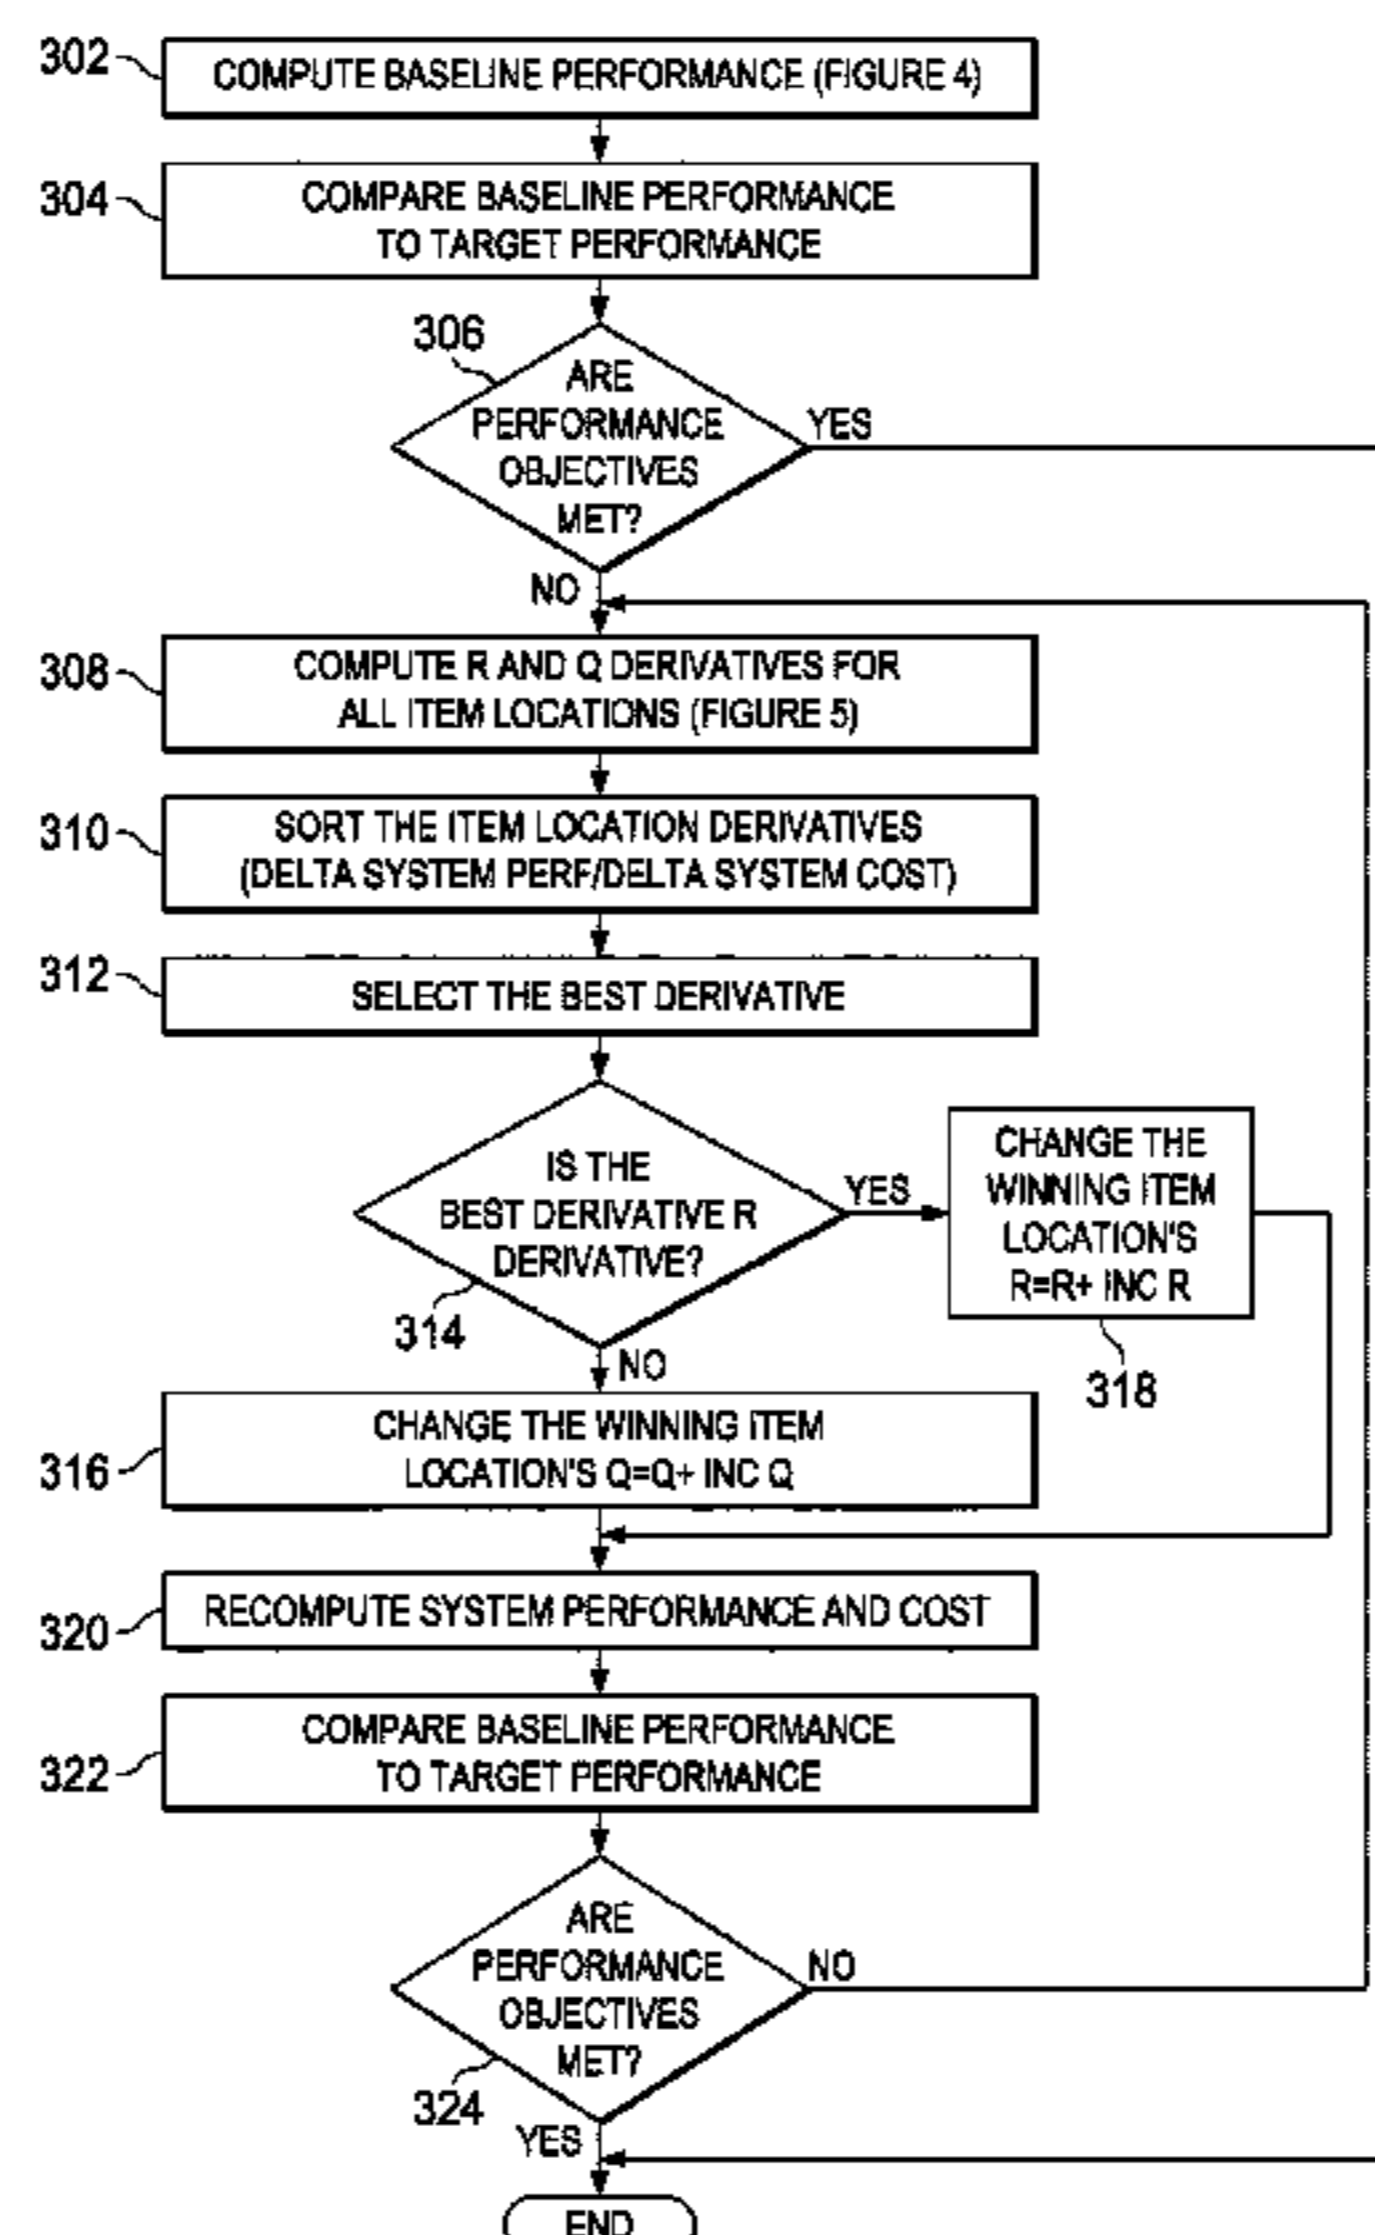 302
COMPUTE BASELINE PERFORMANCE (FIGURE 4)
304
COMPARE BASELINE PERFORMANCE
TO TARGET PERFORMANCE
306
ARE
PERFORMANCE
OBJECTIVES
MET?
YES
NO
308
COMPUTE R AND Q DERIVATIVES FOR
ALL ITEM LOCATIONS (FIGURE 5)
310
SORT THE ITEM LOCATION DERIVATIVES
(DELTA SYSTEM PERF/DELTA SYSTEM COST)
312
SELECT THE BEST DERIVATIVE
IS THE
BEST DERIVATIVE R
DERIVATIVE?
314
YES
CHANGE THE
WINNING ITEM
LOCATION'S
R=R+ INC R
318
NO
316
CHANGE THE WINNING ITEM
LOCATION'S Q=Q+ INC Q
320
RECOMPUTE SYSTEM PERFORMANCE AND COST
322
COMPARE BASELINE PERFORMANCE
TO TARGET PERFORMANCE
ARE
PERFORMANCE
OBJECTIVES
MET?
324
NO
YES
END